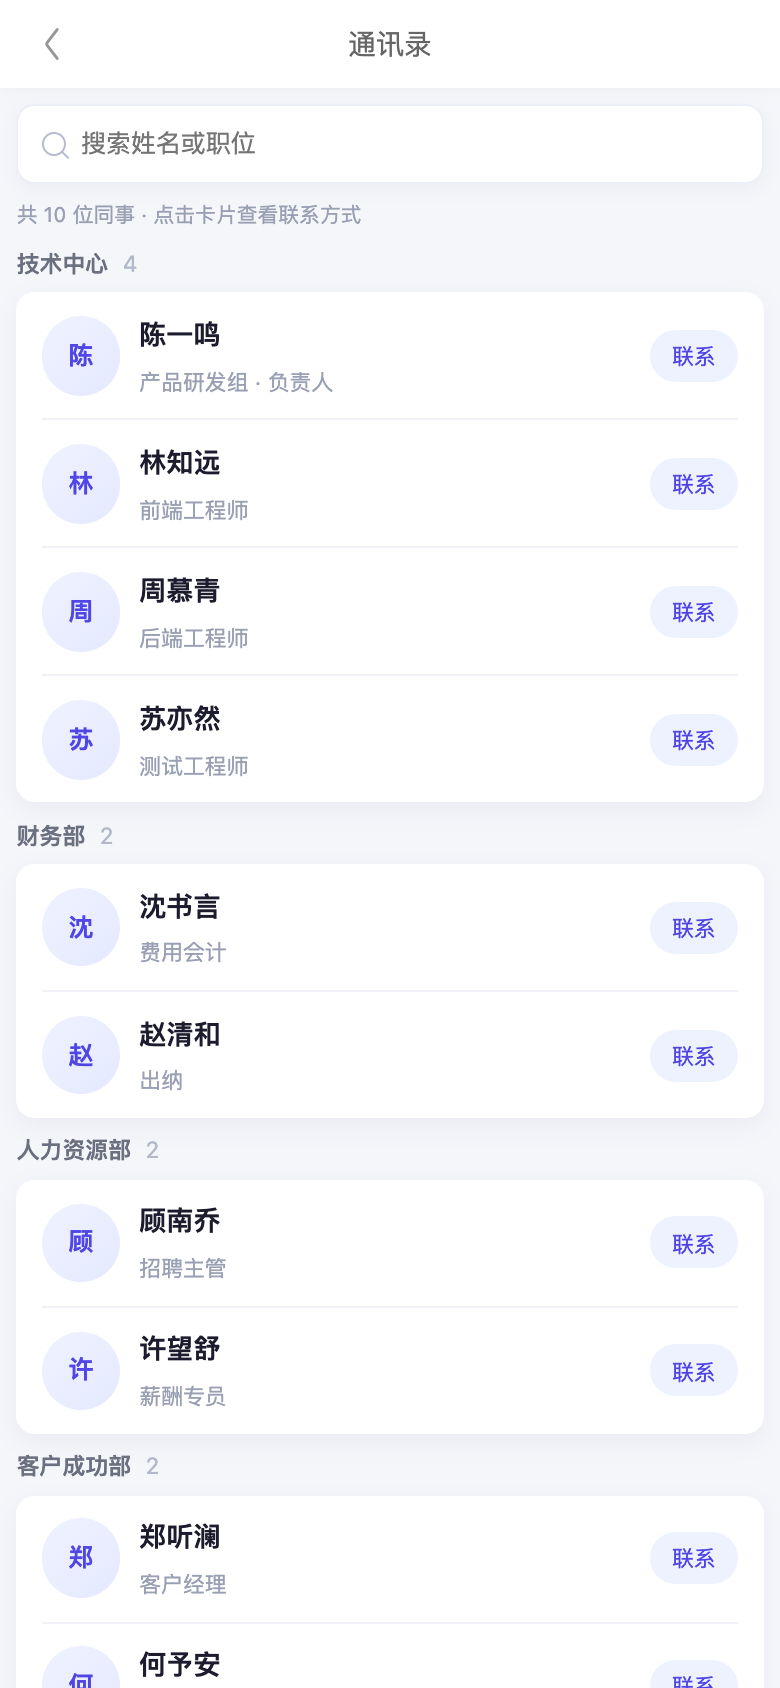 通讯录
搜索姓名或职位
共 10 位同事 · 点击卡片查看联系方式
技术中心 4
陈
陈一鸣
产品研发组 · 负责人
联系
林
林知远
前端工程师
联系
周
周慕青
后端工程师
联系
苏
苏亦然
测试工程师
联系
财务部 2
沈
沈书言
费用会计
联系
赵
赵清和
出纳
联系
人力资源部 2
顾
顾南乔
招聘主管
联系
许
许望舒
薪酬专员
联系
客户成功部 2
郑
郑听澜
客户经理
联系
何
何予安
联系